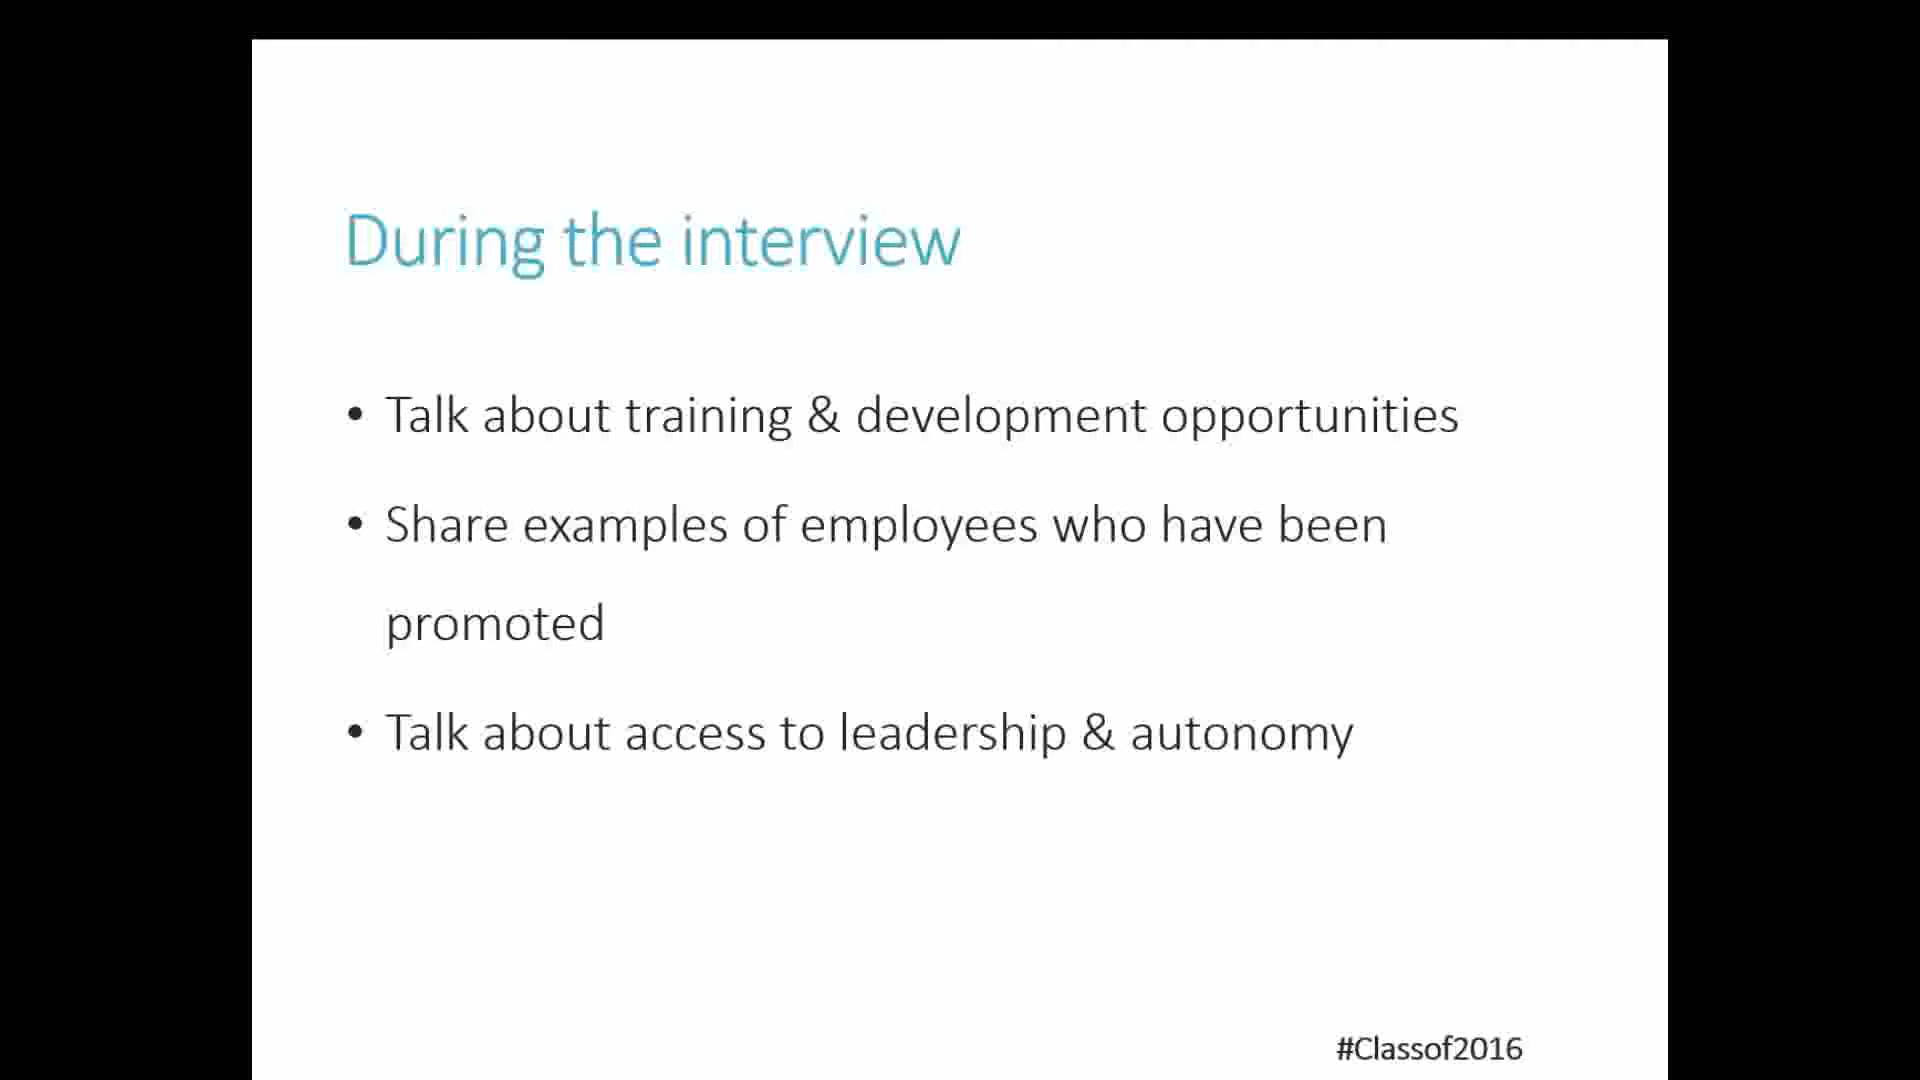 During the interview
• Talk about training & development opportunities
• Share examples of employees who have been
promoted
• Talk about access to leadership & autonomy
#Classof2016